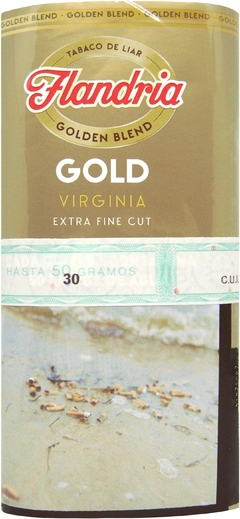 GOLDEN BLEND · GOLDEN BLEND · GOLDEN BLEND
TABACO DE LIAR
Flandria
GOLDEN BLEND
GOLD
VIRGINIA
EXTRA FINE CUT
HASTA 50 GRAMOS
30